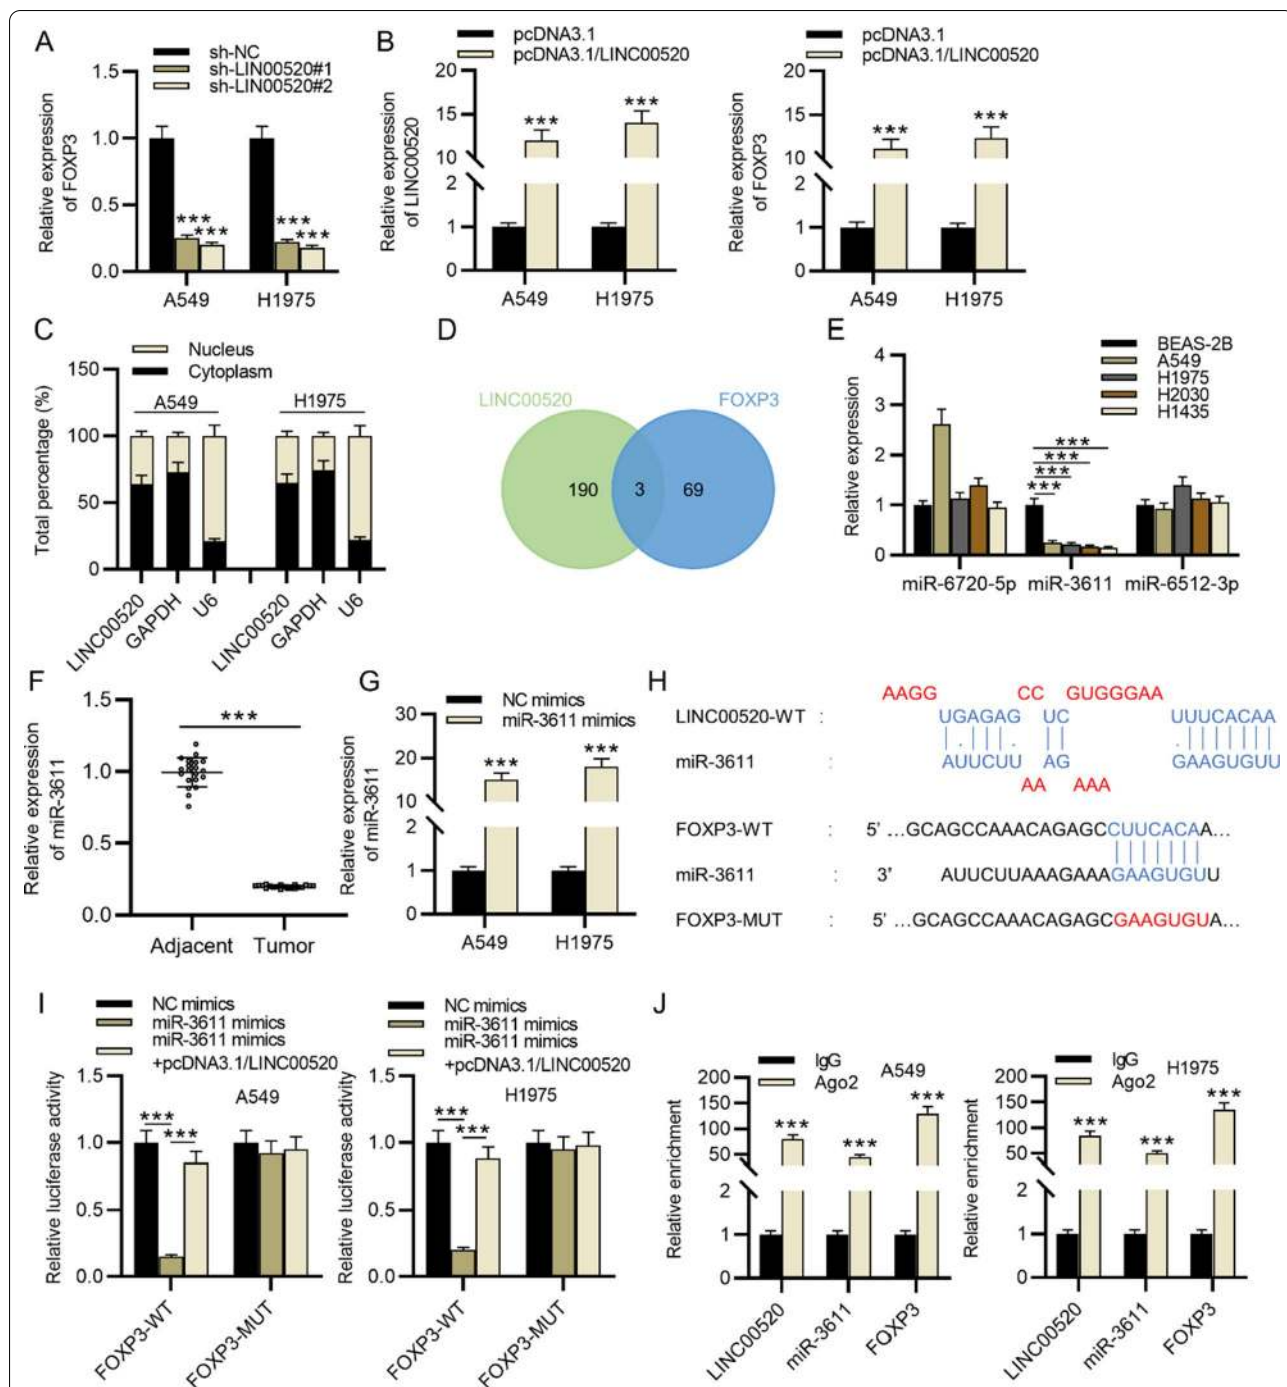 A
sh-NC
sh-LIN00520#1
sh-LIN00520#2
Relative expression
of FOXP3
1.5
1.0
0.5
0.0
***
***
***
***
A549
H1975
B
pcDNA3.1
pcDNA3.1/LINC00520
Relative expression
of LINC00520
20
15
10
2
1
0
***
***
A549
H1975
pcDNA3.1
pcDNA3.1/LINC00520
Relative expression
of FOXP3
20
15
10
2
1
0
***
***
A549
H1975
C
Nucleus
Cytoplasm
Total percentage (%)
150
100
50
0
A549
H1975
LINC00520
GAPDH
U6
LINC00520
GAPDH
U6
D
LINC00520
FOXP3
190
3
69
E
BEAS-2B
A549
H1975
H2030
H1435
Relative expression
4
3
2
1
0
***
***
***
***
miR-6720-5p
miR-3611
miR-6512-3p
F
Relative expression
of miR-3611
1.5
1.0
0.5
0.0
***
Adjacent
Tumor
G
NC mimics
miR-3611 mimics
Relative expression
of miR-3611
30
20
10
2
1
0
***
***
A549
H1975
H
AAGG CC GUGGGAA
LINC00520-WT : UGAGAG UC UUUCACAA
miR-3611 : AUUCUU AG GAAGUGUU
AA AAA
FOXP3-WT : 5' ...GCAGCCAAACAGAGCCUUCACAA...
miR-3611 3' AUUCUUAAAGAAAGAAGUGUU
FOXP3-MUT : 5' ...GCAGCCAAACAGAGCGAAGUGUA...
I
NC mimics
miR-3611 mimics
miR-3611 mimics
+pcDNA3.1/LINC00520
Relative luciferase activity
1.5
1.0
0.5
0.0
A549
***
***
FOXP3-WT
FOXP3-MUT
NC mimics
miR-3611 mimics
miR-3611 mimics
+pcDNA3.1/LINC00520
Relative luciferase activity
1.5
1.0
0.5
0.0
H1975
***
***
FOXP3-WT
FOXP3-MUT
J
IgG
Ago2
A549
Relative enrichment
200
150
100
50
2
1
0
***
***
***
LINC00520
miR-3611
FOXP3
IgG
Ago2
H1975
Relative enrichment
200
150
100
50
2
1
0
***
***
***
LINC00520
miR-3611
FOXP3